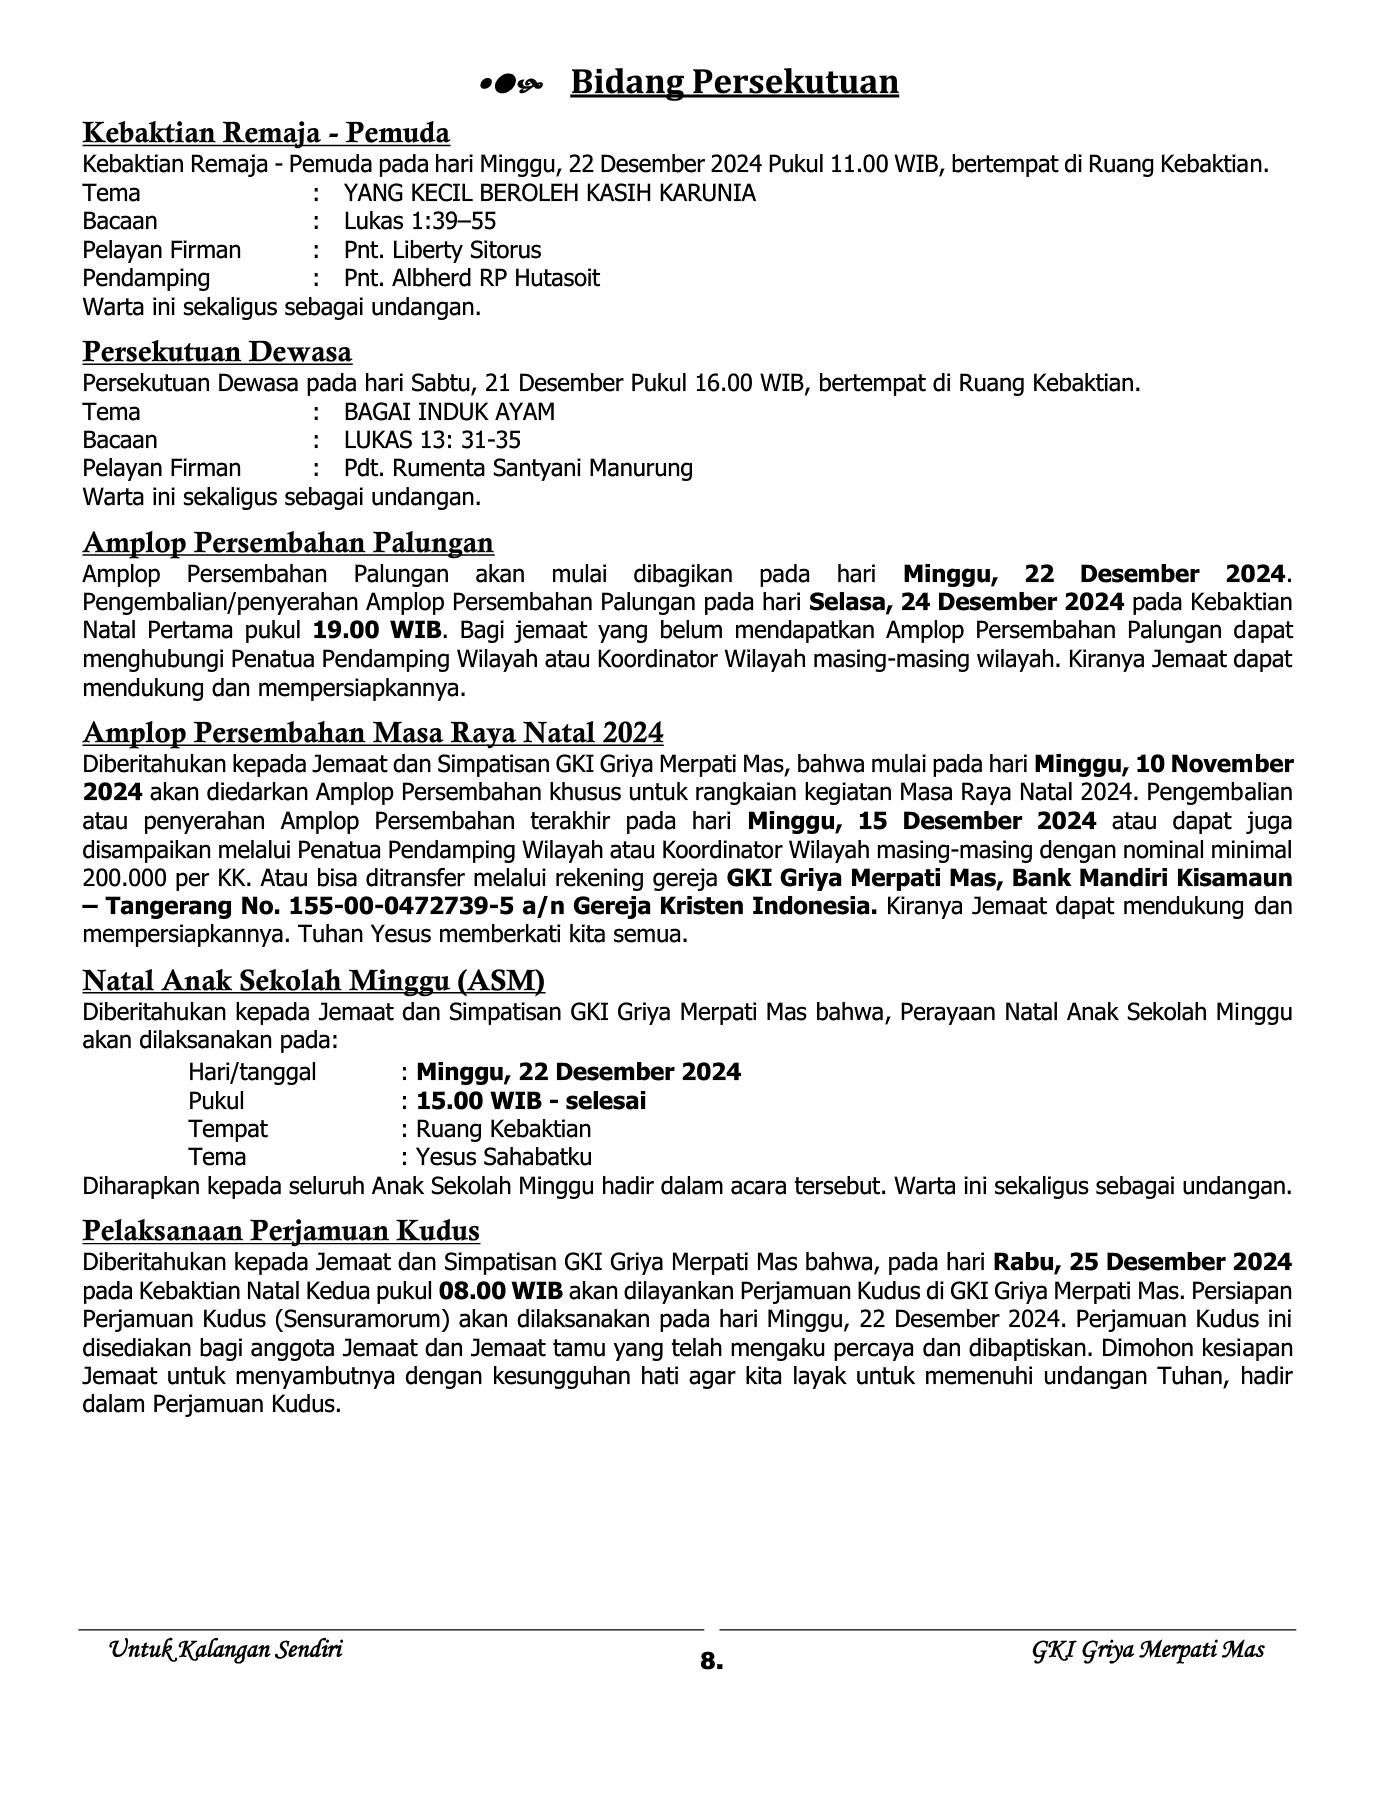 Bidang Persekutuan
Kebaktian Remaja - Pemuda
Kebaktian Remaja - Pemuda pada hari Minggu, 22 Desember 2024 Pukul 11.00 WIB, bertempat di Ruang Kebaktian.
Tema : YANG KECIL BEROLEH KASIH KARUNIA
Bacaan : Lukas 1:39–55
Pelayan Firman : Pnt. Liberty Sitorus
Pendamping : Pnt. Albherd RP Hutasoit
Warta ini sekaligus sebagai undangan.
Persekutuan Dewasa
Persekutuan Dewasa pada hari Sabtu, 21 Desember Pukul 16.00 WIB, bertempat di Ruang Kebaktian.
Tema : BAGAI INDUK AYAM
Bacaan : LUKAS 13: 31-35
Pelayan Firman : Pdt. Rumenta Santyani Manurung
Warta ini sekaligus sebagai undangan.
Amplop Persembahan Palungan
Amplop Persembahan Palungan akan mulai dibagikan pada hari Minggu, 22 Desember 2024.
Pengembalian/penyerahan Amplop Persembahan Palungan pada hari Selasa, 24 Desember 2024 pada Kebaktian
Natal Pertama pukul 19.00 WIB. Bagi jemaat yang belum mendapatkan Amplop Persembahan Palungan dapat
menghubungi Penatua Pendamping Wilayah atau Koordinator Wilayah masing-masing wilayah. Kiranya Jemaat dapat
mendukung dan mempersiapkannya.
Amplop Persembahan Masa Raya Natal 2024
Diberitahukan kepada Jemaat dan Simpatisan GKI Griya Merpati Mas, bahwa mulai pada hari Minggu, 10 November
2024 akan diedarkan Amplop Persembahan khusus untuk rangkaian kegiatan Masa Raya Natal 2024. Pengembalian
atau penyerahan Amplop Persembahan terakhir pada hari Minggu, 15 Desember 2024 atau dapat juga
disampaikan melalui Penatua Pendamping Wilayah atau Koordinator Wilayah masing-masing dengan nominal minimal
200.000 per KK. Atau bisa ditransfer melalui rekening gereja GKI Griya Merpati Mas, Bank Mandiri Kisamaun
– Tangerang No. 155-00-0472739-5 a/n Gereja Kristen Indonesia. Kiranya Jemaat dapat mendukung dan
mempersiapkannya. Tuhan Yesus memberkati kita semua.
Natal Anak Sekolah Minggu (ASM)
Diberitahukan kepada Jemaat dan Simpatisan GKI Griya Merpati Mas bahwa, Perayaan Natal Anak Sekolah Minggu
akan dilaksanakan pada:
Hari/tanggal : Minggu, 22 Desember 2024
Pukul : 15.00 WIB - selesai
Tempat : Ruang Kebaktian
Tema : Yesus Sahabatku
Diharapkan kepada seluruh Anak Sekolah Minggu hadir dalam acara tersebut. Warta ini sekaligus sebagai undangan.
Pelaksanaan Perjamuan Kudus
Diberitahukan kepada Jemaat dan Simpatisan GKI Griya Merpati Mas bahwa, pada hari Rabu, 25 Desember 2024
pada Kebaktian Natal Kedua pukul 08.00 WIB akan dilayankan Perjamuan Kudus di GKI Griya Merpati Mas. Persiapan
Perjamuan Kudus (Sensuramorum) akan dilaksanakan pada hari Minggu, 22 Desember 2024. Perjamuan Kudus ini
disediakan bagi anggota Jemaat dan Jemaat tamu yang telah mengaku percaya dan dibaptiskan. Dimohon kesiapan
Jemaat untuk menyambutnya dengan kesungguhan hati agar kita layak untuk memenuhi undangan Tuhan, hadir
dalam Perjamuan Kudus.
Untuk Kalangan Sendiri
8.
GKI Griya Merpati Mas